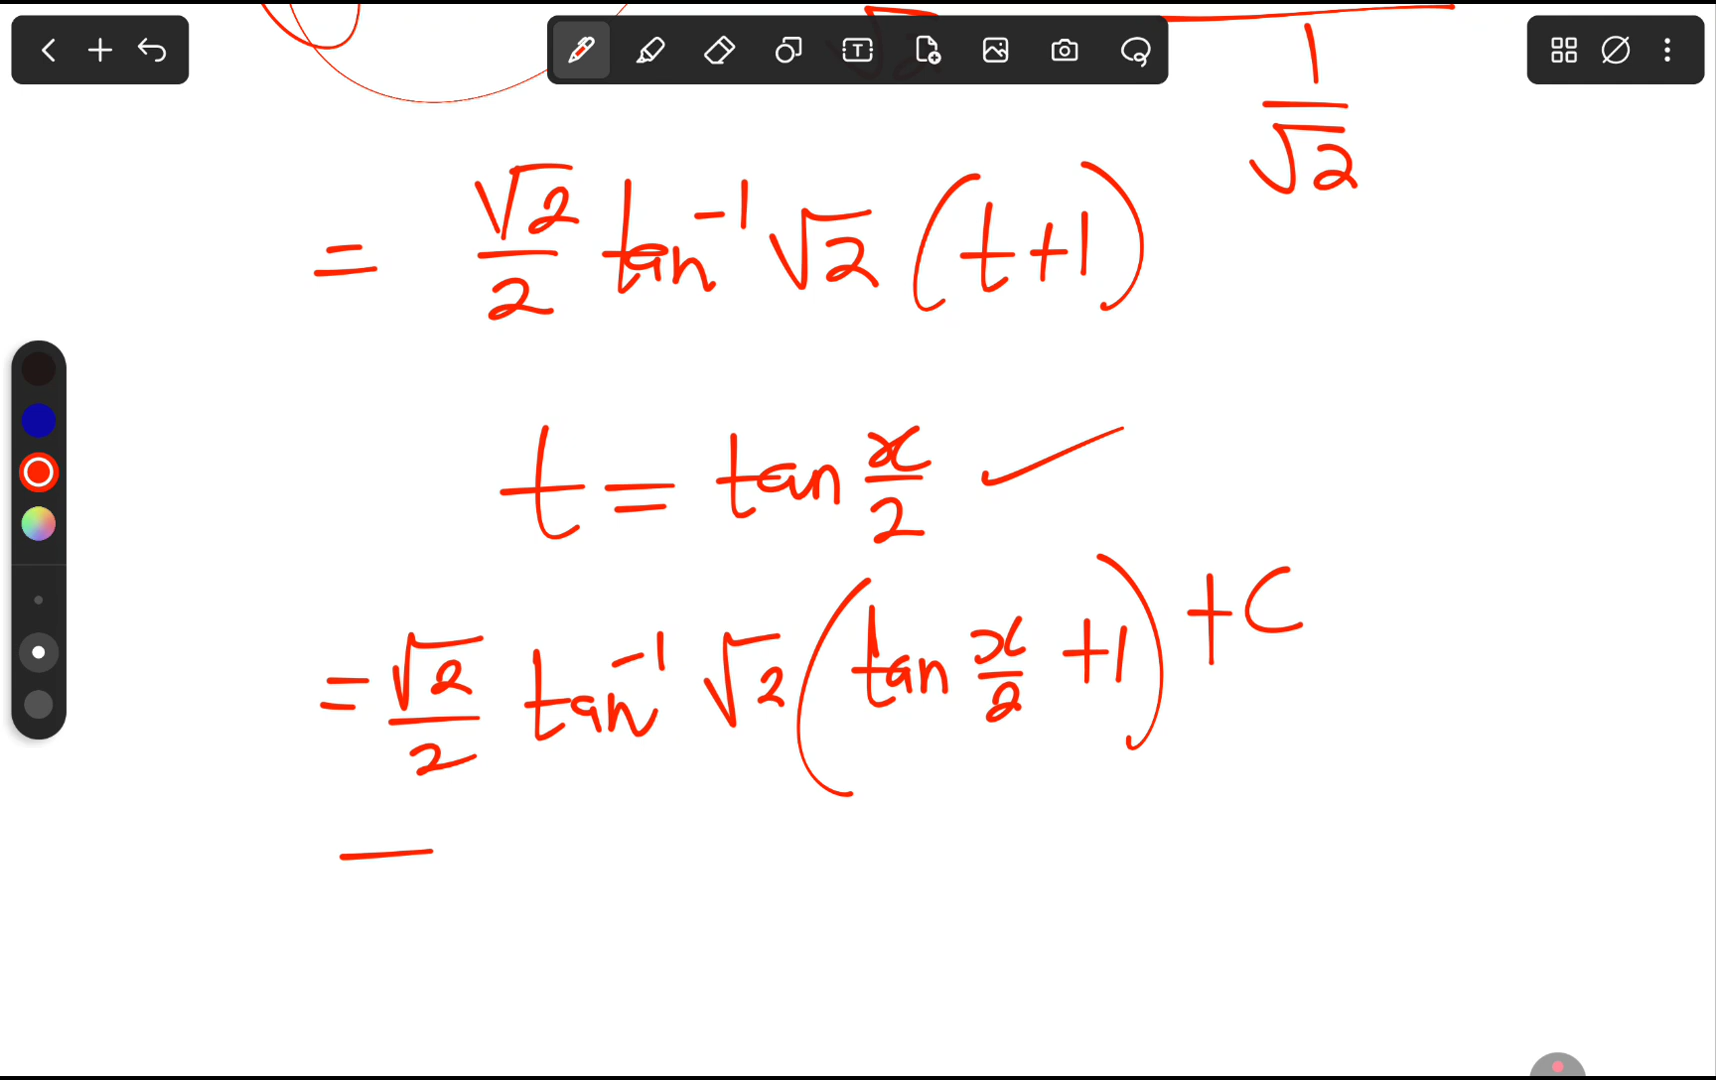 1/√2
= √2/2 tan⁻¹ √2 (t+1)
t = tan x/2 ✓
= √2/2 tan⁻¹ √2 (tan x/2 + 1) + C